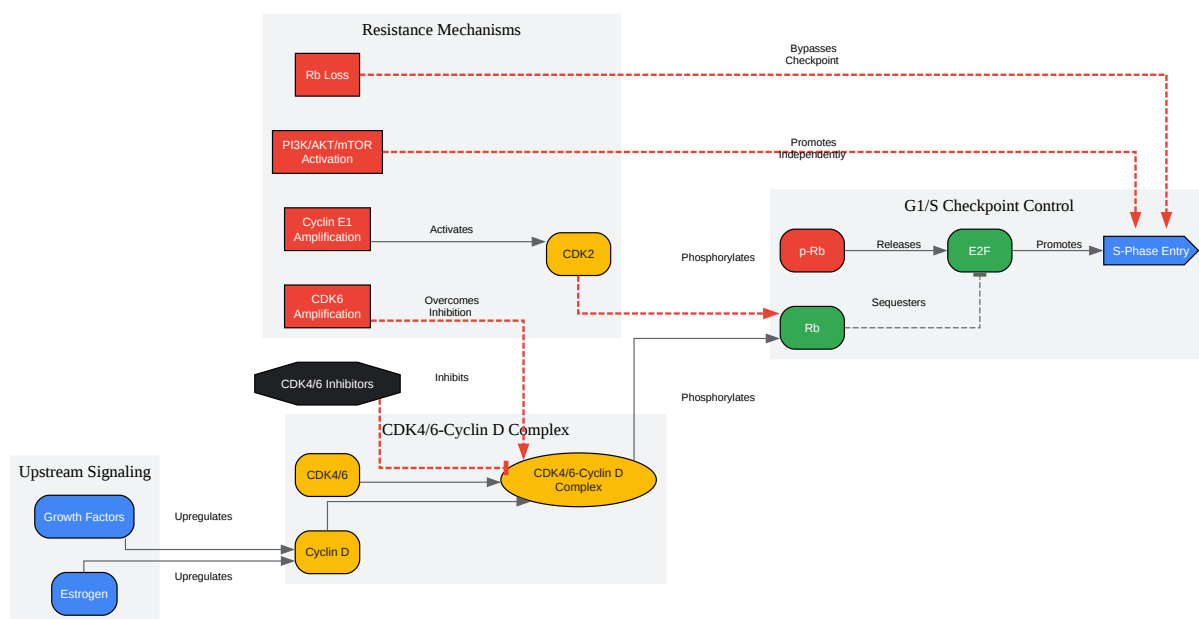 Resistance Mechanisms
Rb Loss
Bypasses
Checkpoint
PI3K/AKT/mTOR
Activation
Promotes
Independently
Cyclin E1
Amplification
Activates
CDK2
Phosphorylates
G1/S Checkpoint Control
p-Rb
Releases
E2F
Promotes
S-Phase Entry
CDK6
Amplification
Overcomes
Inhibition
Sequesters
Rb
CDK4/6 Inhibitors
Inhibits
Phosphorylates
CDK4/6-Cyclin D Complex
CDK4/6
CDK4/6-Cyclin D
Complex
Upstream Signaling
Growth Factors
Upregulates
Cyclin D
Upregulates
Estrogen